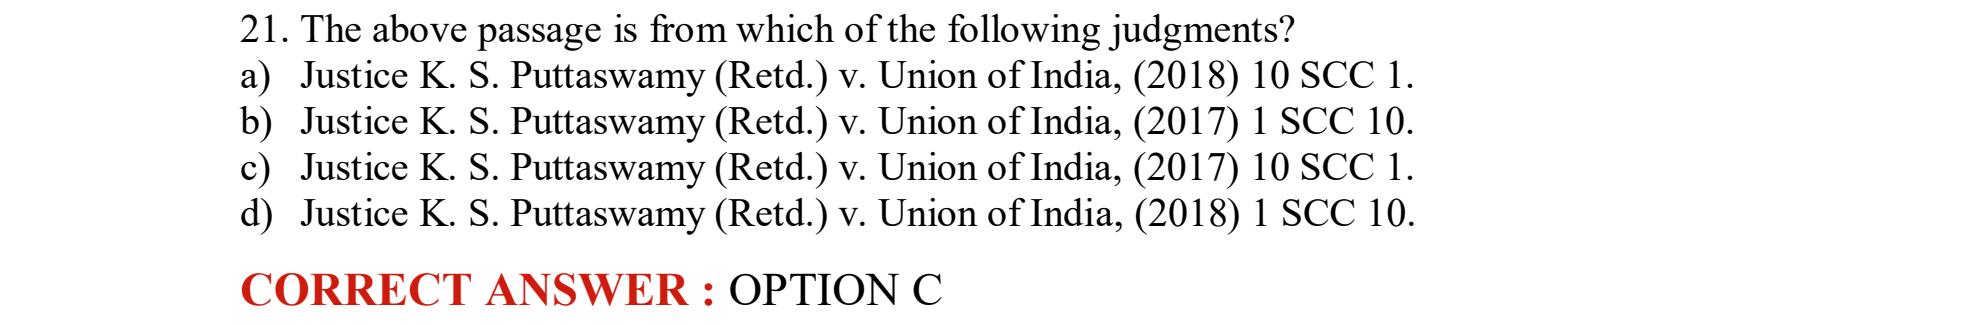 21. The above passage is from which of the following judgments?
a) Justice K. S. Puttaswamy (Retd.) v. Union of India, (2018) 10 SCC 1.
b) Justice K. S. Puttaswamy (Retd.) v. Union of India, (2017) 1 SCC 10.
c) Justice K. S. Puttaswamy (Retd.) v. Union of India, (2017) 10 SCC 1.
d) Justice K. S. Puttaswamy (Retd.) v. Union of India, (2018) 1 SCC 10.
CORRECT ANSWER : OPTION C